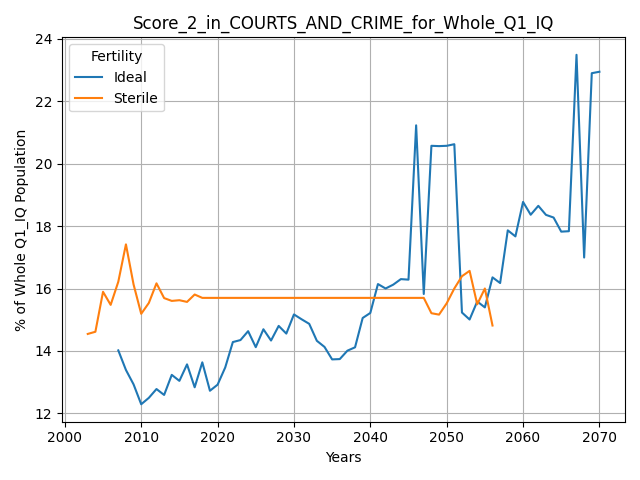 Score_2_in_COURTS_AND_CRIME_for_Whole_Q1_IQ
Fertility
Ideal
Sterile
% of Whole Q1_IQ Population
24
22
20
18
16
14
12
2000 2010 2020 2030 2040 2050 2060 2070
Years